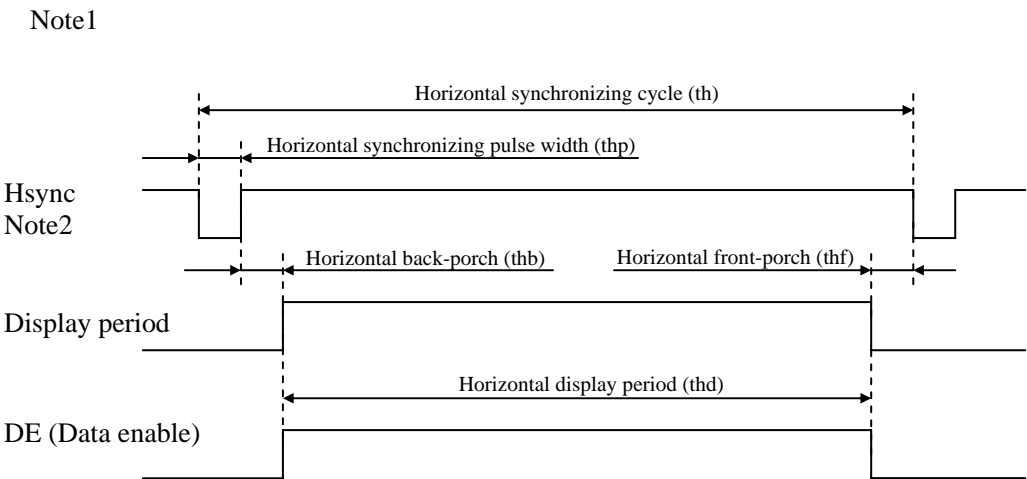 Note1
Horizontal synchronizing cycle (th)
Horizontal synchronizing pulse width (thp)
Hsync
Note2
Horizontal back-porch (thb)
Horizontal front-porch (thf)
Display period
Horizontal display period (thd)
DE (Data enable)